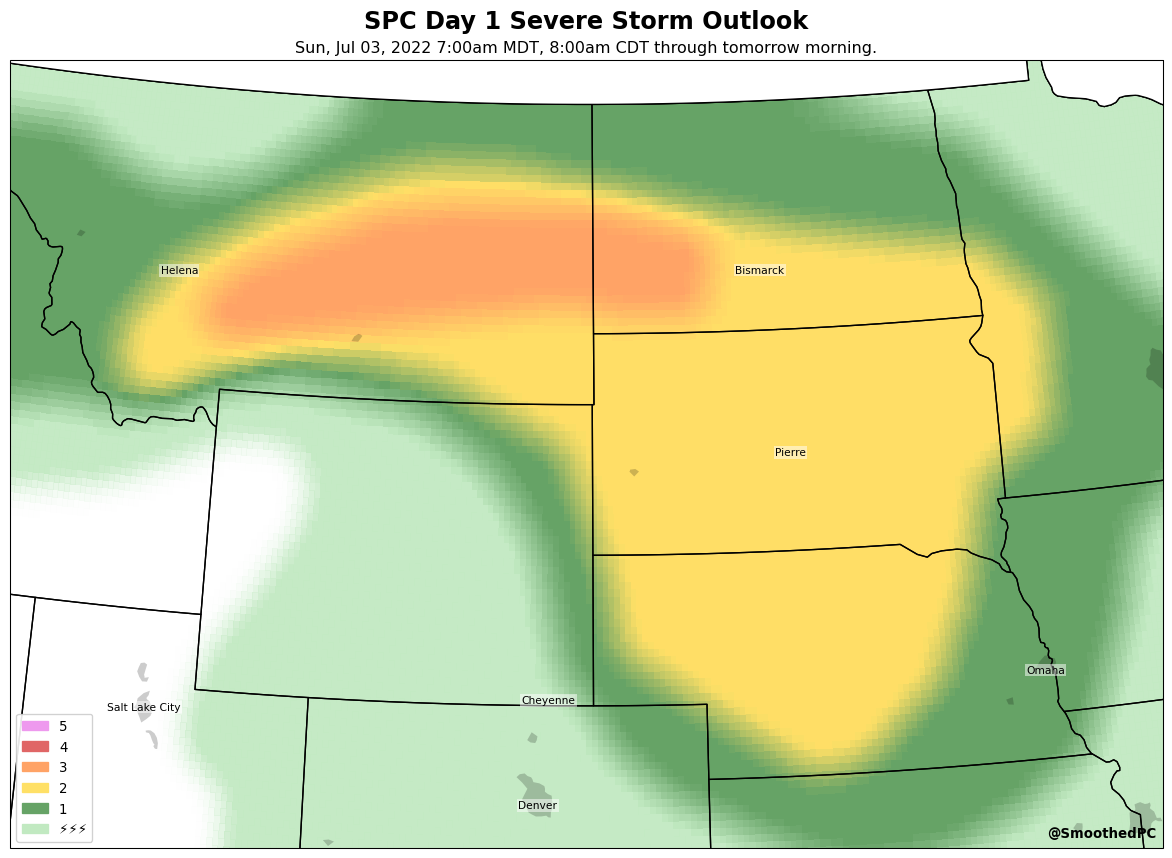 SPC Day 1 Severe Storm Outlook
Sun, Jul 03, 2022 7:00am MDT, 8:00am CDT through tomorrow morning.
Helena
Bismarck
Pierre
Omaha
Cheyenne
Salt Lake City
Denver
5
4
3
2
1
⚡⚡⚡
@SmoothedPC